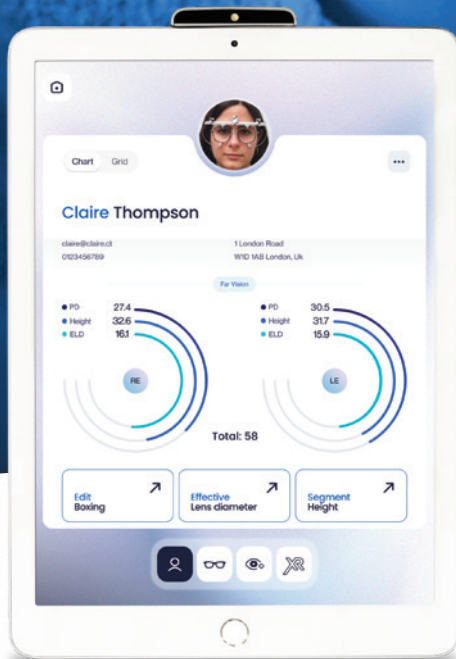 Chart Grid
Claire Thompson
claire@claire.ct 1 London Road
0123456789 W1D 1AB London, Uk
Far Vision
PD 27.4 PD 30.5
Height 32.6 Height 31.7
ELD 16.1 ELD 15.9
RE LE
Total: 58
Edit Effective Segment
Boxing Lens diameter Height
XR